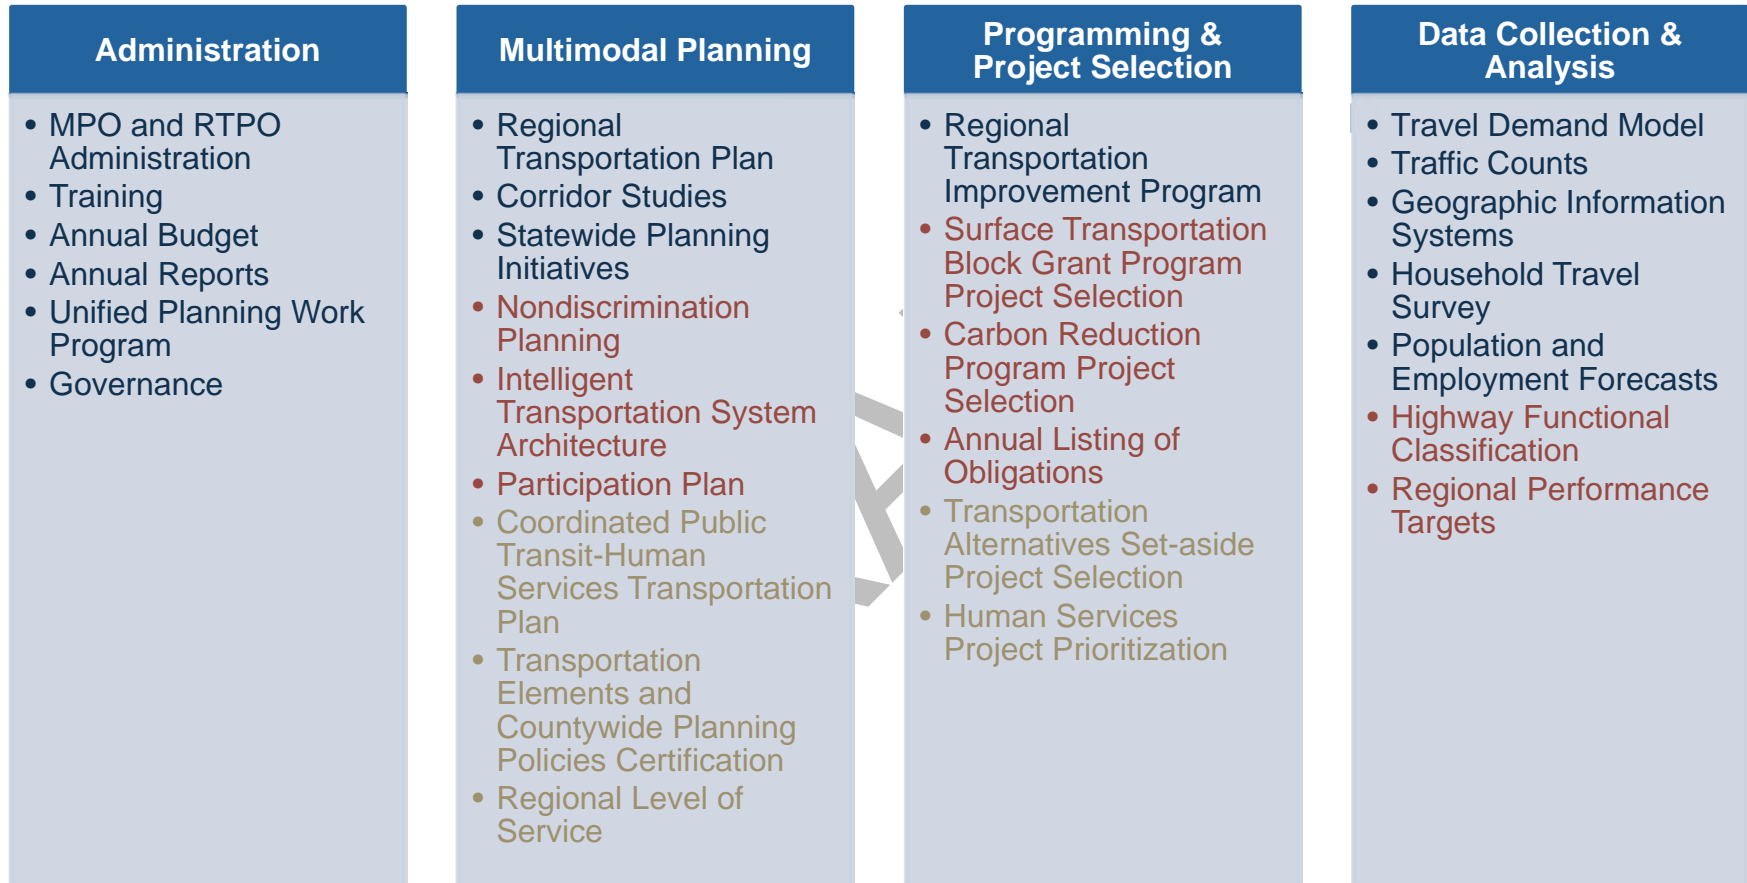 Administration
• MPO and RTPO
Administration
• Training
• Annual Budget
• Annual Reports
• Unified Planning Work
Program
• Governance
Multimodal Planning
• Regional
Transportation Plan
• Corridor Studies
• Statewide Planning
Initiatives
• Nondiscrimination
Planning
• Intelligent
Transportation System
Architecture
• Participation Plan
• Coordinated Public
Transit-Human
Services Transportation
Plan
• Transportation
Elements and
Countywide Planning
Policies Certification
• Regional Level of
Service
Programming &
Project Selection
• Regional
Transportation
Improvement Program
• Surface Transportation
Block Grant Program
Project Selection
• Carbon Reduction
Program Project
Selection
• Annual Listing of
Obligations
• Transportation
Alternatives Set-aside
Project Selection
• Human Services
Project Prioritization
Data Collection &
Analysis
• Travel Demand Model
• Traffic Counts
• Geographic Information
Systems
• Household Travel
Survey
• Population and
Employment Forecasts
• Highway Functional
Classification
• Regional Performance
Targets